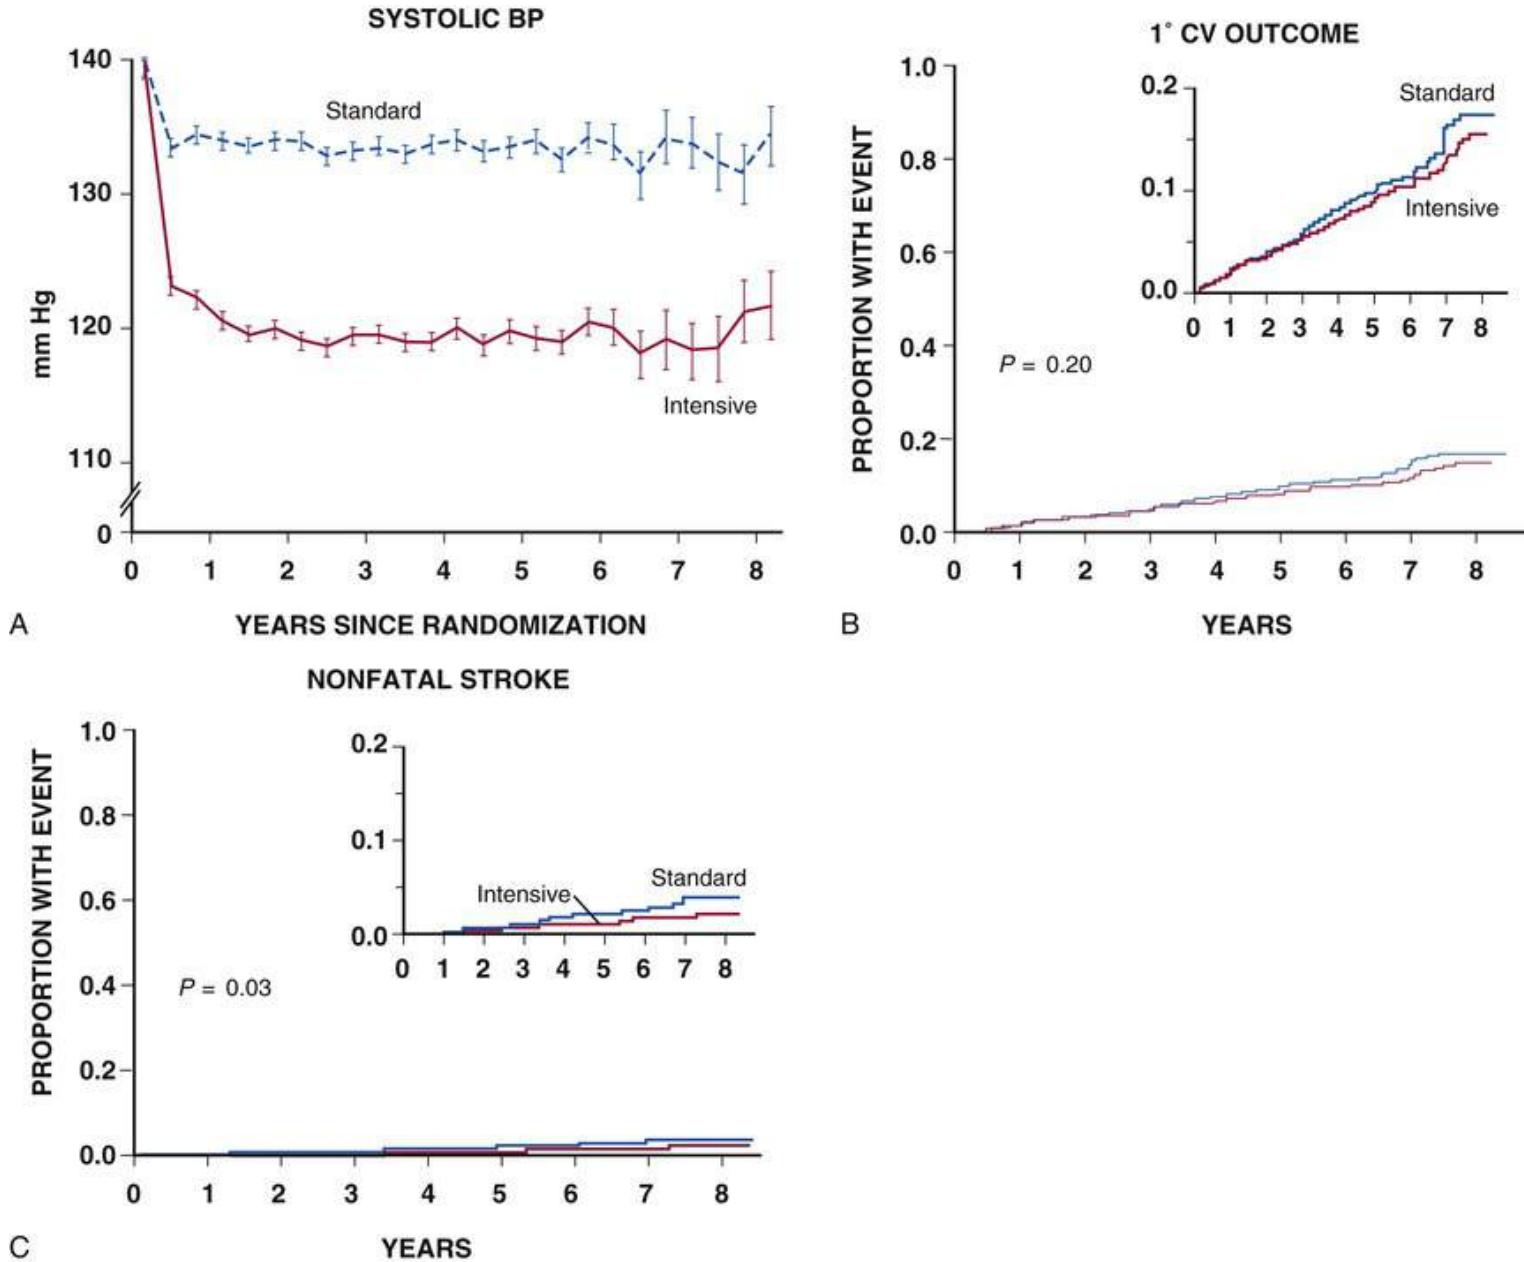 SYSTOLIC BP
140
130
120
110
0
mm Hg
Standard
Intensive
0 1 2 3 4 5 6 7 8
YEARS SINCE RANDOMIZATION
A
1° CV OUTCOME
1.0
0.8
0.6
0.4
0.2
0.0
PROPORTION WITH EVENT
P = 0.20
0.2
0.1
0.0
Standard
Intensive
0 1 2 3 4 5 6 7 8
0 1 2 3 4 5 6 7 8
YEARS
B
NONFATAL STROKE
1.0
0.8
0.6
0.4
0.2
0.0
PROPORTION WITH EVENT
P = 0.03
0.2
0.1
0.0
Intensive
Standard
0 1 2 3 4 5 6 7 8
0 1 2 3 4 5 6 7 8
YEARS
C